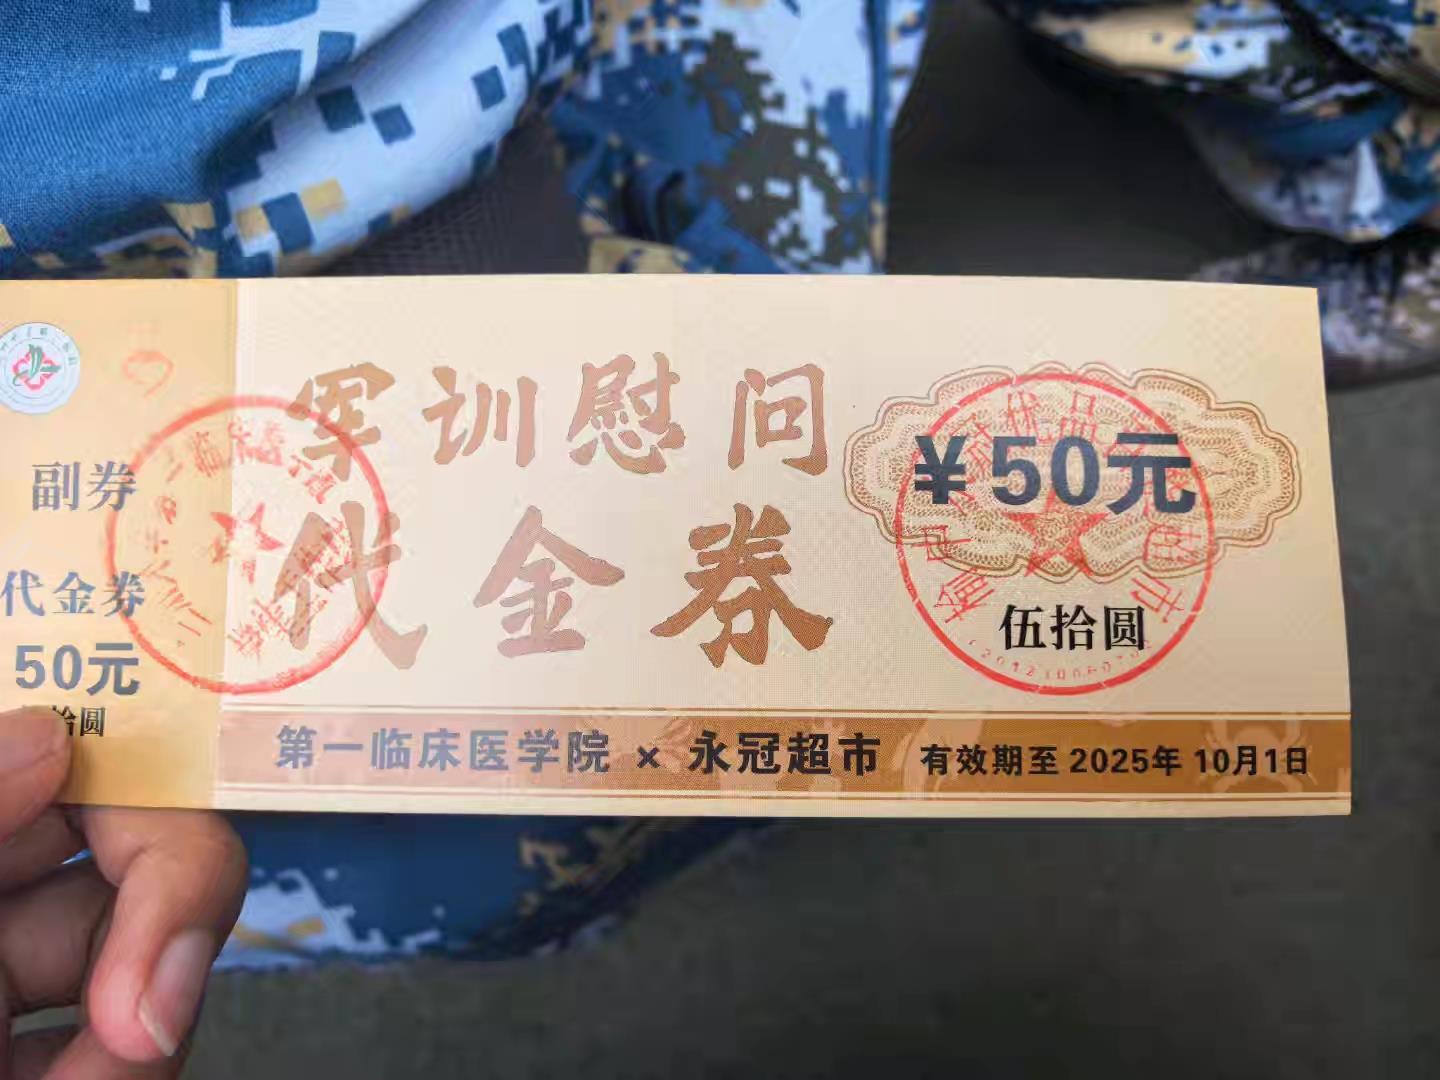 军训慰问
代金券
¥50元
伍拾圆
第一临床医学院 × 永冠超市 有效期至 2025年 10月1日
副券
代金券
50元
拾圆